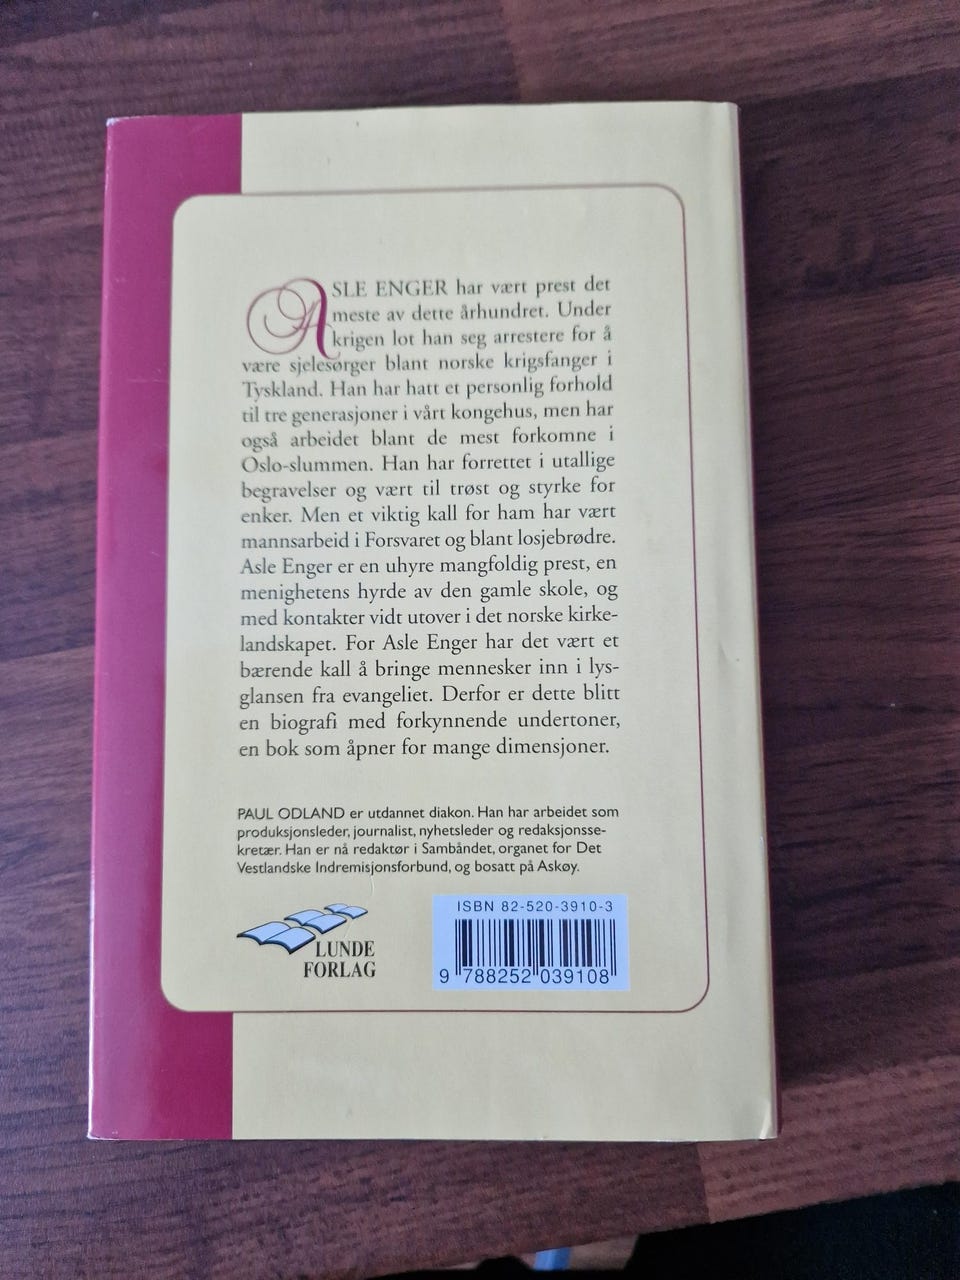 ASLE ENGER har vært prest det
meste av dette århundret. Under
krigen lot han seg arrestere for å
være sjelesørger blant norske krigsfanger i
Tyskland. Han har hatt et personlig forhold
til tre generasjoner i vårt kongehus, men har
også arbeidet blant de mest forkomne i
Oslo-slummen. Han har forrettet i utallige
begravelser og vært til trøst og styrke for
enker. Men et viktig kall for ham har vært
mannsarbeid i Forsvaret og blant losjebrødre.
Asle Enger er en uhyre mangfoldig prest, en
menighetens hyrde av den gamle skole, og
med kontakter vidt utover i det norske kirke-
landskapet. For Asle Enger har det vært et
bærende kall å bringe mennesker inn i lys-
glansen fra evangeliet. Derfor er dette blitt
en biografi med forkynnende undertoner,
en bok som åpner for mange dimensjoner.
PAUL ODLAND er utdannet diakon. Han har arbeidet som
produksjonsleder, journalist, nyhetsleder og redaksjonsse-
kretær. Han er nå redaktør i Sambåndet, organet for Det
Vestlandske Indremisjonsforbund, og bosatt på Askøy.
LUNDE
FORLAG
ISBN 82-520-3910-3
9 788252 039108